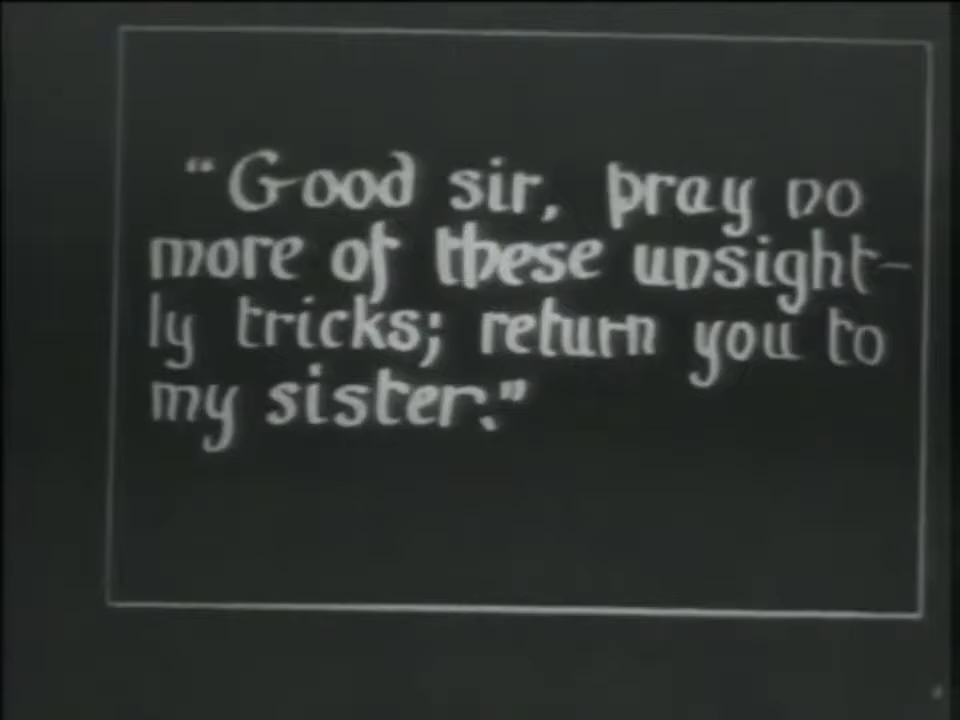 “Good sir, pray no
more of these unsight-
ly tricks; return you to
my sister.”